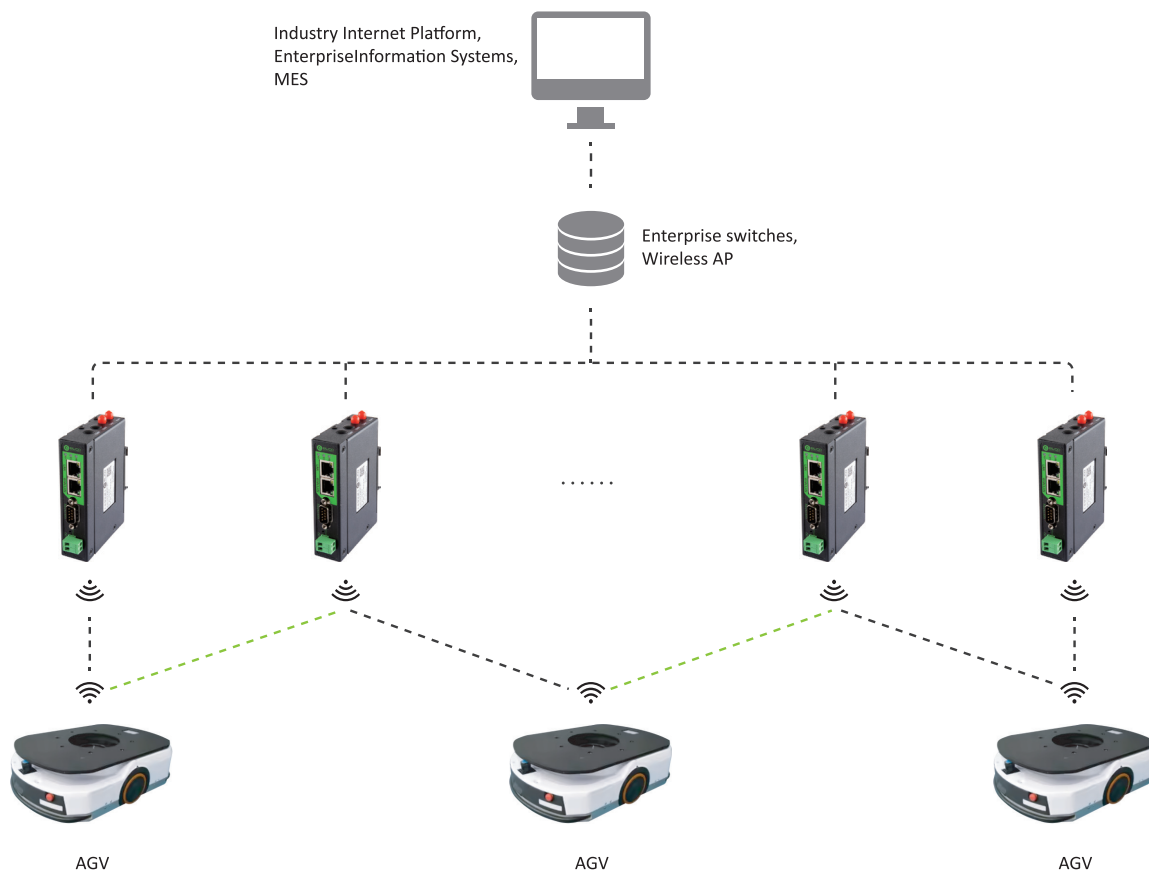 Industry Internet Platform,
EnterpriseInformation Systems,
MES
Enterprise switches,
Wireless AP
......
AGV
AGV
AGV